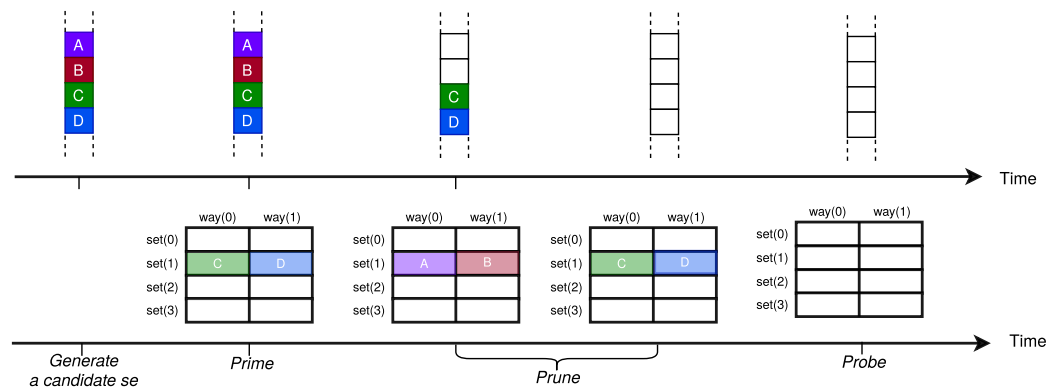 A
A
B
B
C
C
C
D
D
D
Time
way(0) way(1)
way(0) way(1)
way(0) way(1)
way(0) way(1)
set(0)
set(0)
set(0)
set(0)
set(1) C D
set(1) A B
set(1) C D
set(1)
set(2)
set(2)
set(2)
set(2)
set(3)
set(3)
set(3)
set(3)
Time
Generate
a candidate se
Prime
Prune
Probe